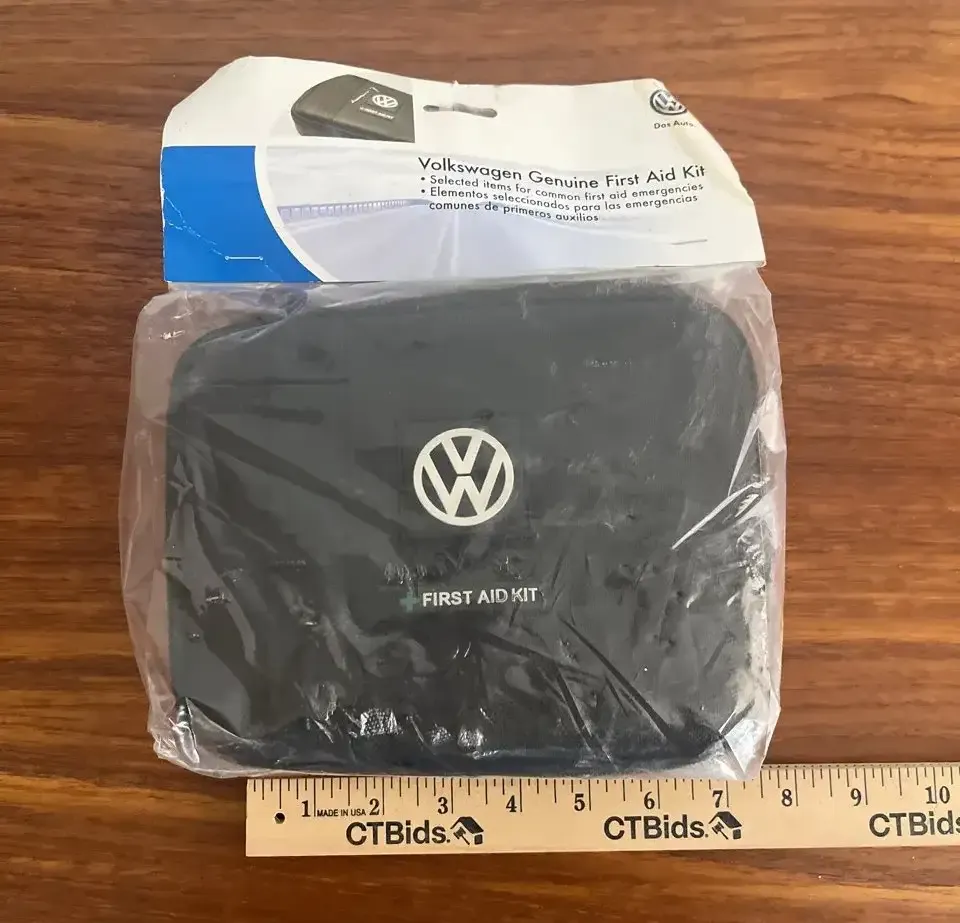 Das Auto.
Volkswagen Genuine First Aid Kit
• Selected items for common first aid emergencies
• Elementos seleccionados para las emergencias
comunes de primeros auxilios
FIRST AID KIT
1 MADE IN USA 2 3 4 5 6 7 8 9 10
CTBids. CTBids. CTBids